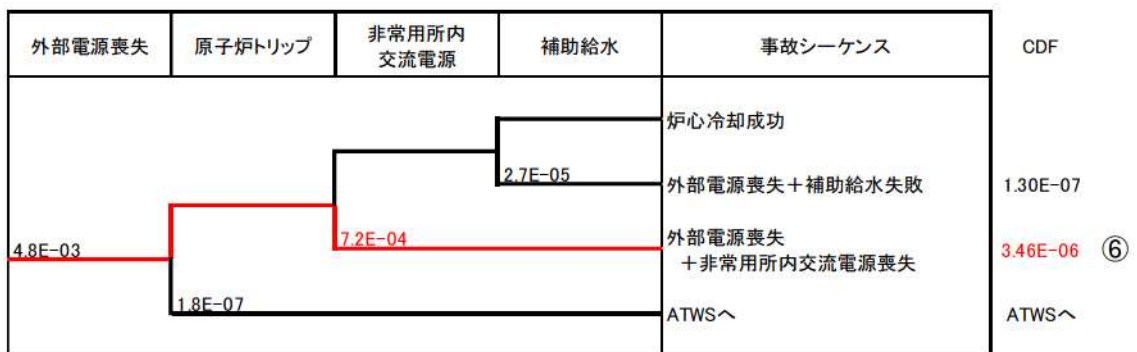 外部電源喪失 原子炉トリップ 非常用所内 補助給水 事故シーケンス CDF
交流電源
炉心冷却成功
2.7E-05
外部電源喪失＋補助給水失敗 1.30E-07
4.8E-03 7.2E-04 外部電源喪失
＋非常用所内交流電源喪失 3.46E-06 ⑥
1.8E-07
ATWSへ ATWSへ